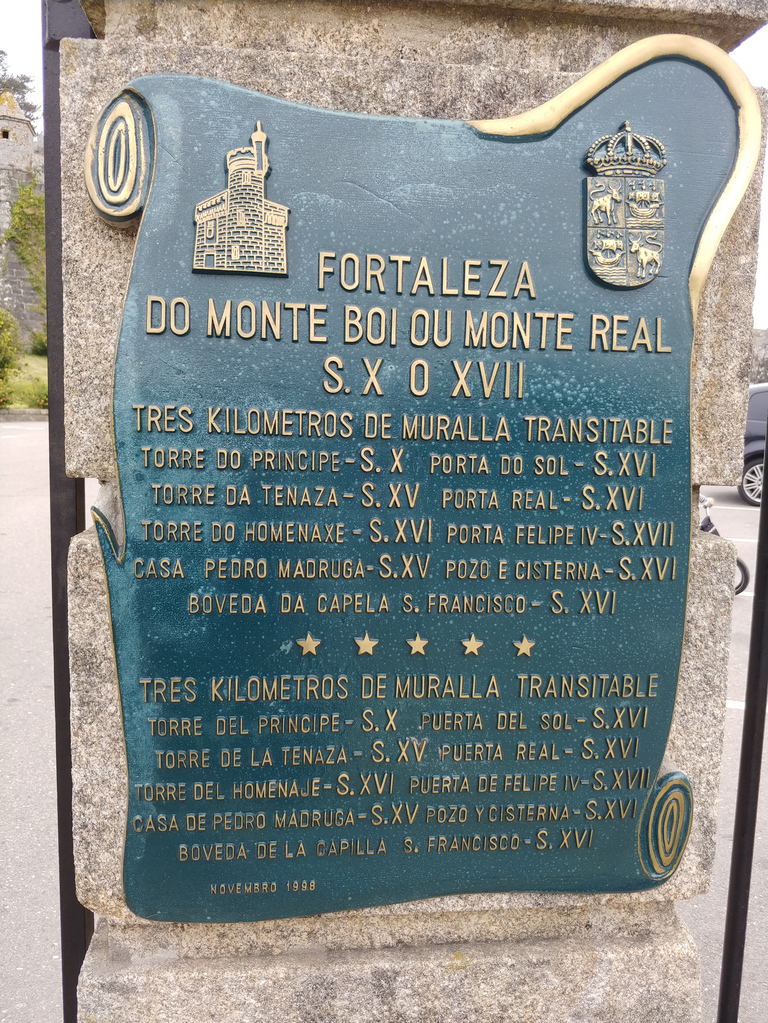 FORTALEZA
DO MONTE BOI OU MONTE REAL
S. X O XVII
TRES KILOMETROS DE MURALLA TRANSITABLE
TORRE DO PRINCIPE - S. X PORTA DO SOL - S. XVI
TORRE DA TENAZA - S. XV PORTA REAL - S. XVI
TORRE DO HOMENAXE - S. XVI PORTA FELIPE IV - S. XVII
CASA PEDRO MADRUGA - S. XV POZO E CISTERNA - S. XVI
BOVEDA DA CAPELA S. FRANCISCO - S. XVI
TRES KILOMETROS DE MURALLA TRANSITABLE
TORRE DEL PRINCIPE - S. X PUERTA DEL SOL - S. XVI
TORRE DE LA TENAZA - S. XV PUERTA REAL - S. XVI
TORRE DEL HOMENAJE - S. XVI PUERTA DE FELIPE IV - S. XVII
CASA DE PEDRO MADRUGA - S. XV POZO Y CISTERNA - S. XVI
BOVEDA DE LA CAPILLA S. FRANCISCO - S. XVI
NOVEMBRO 1998